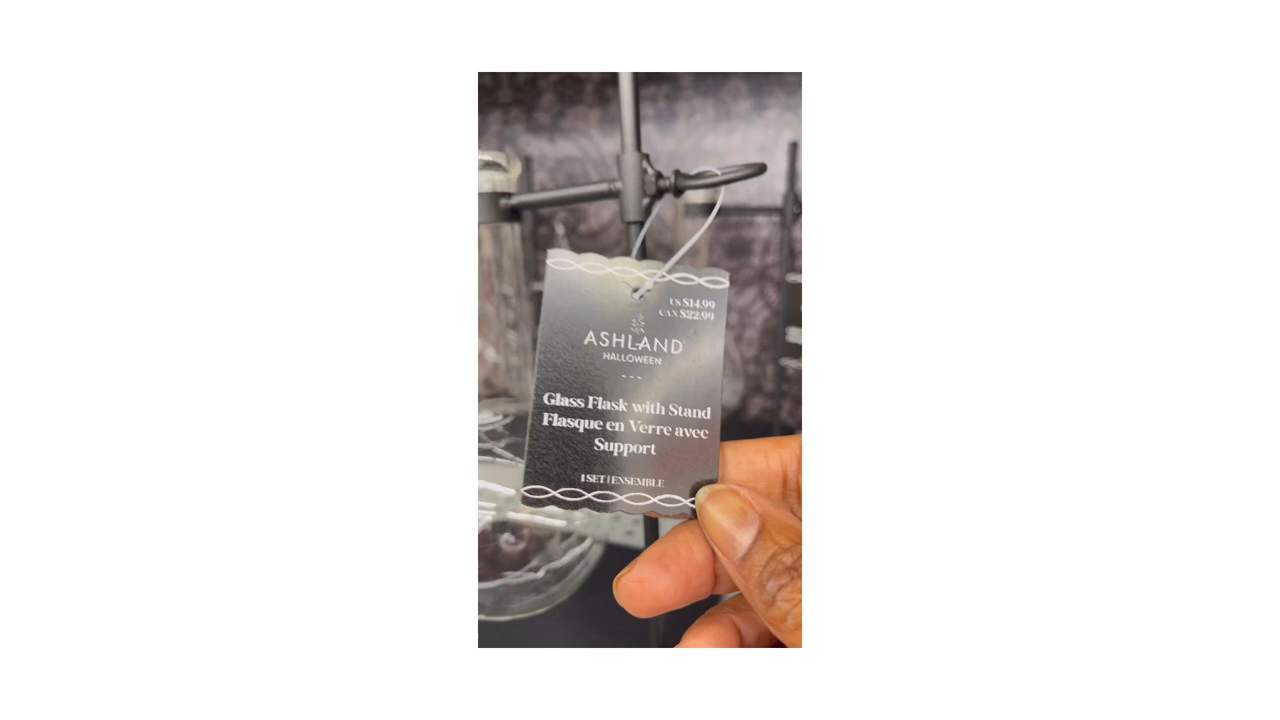 US $14.99
CAN $22.99
ASHLAND
HALLOWEEN
Glass Flask with Stand
Flasque en Verre avec
Support
1 SET | ENSEMBLE